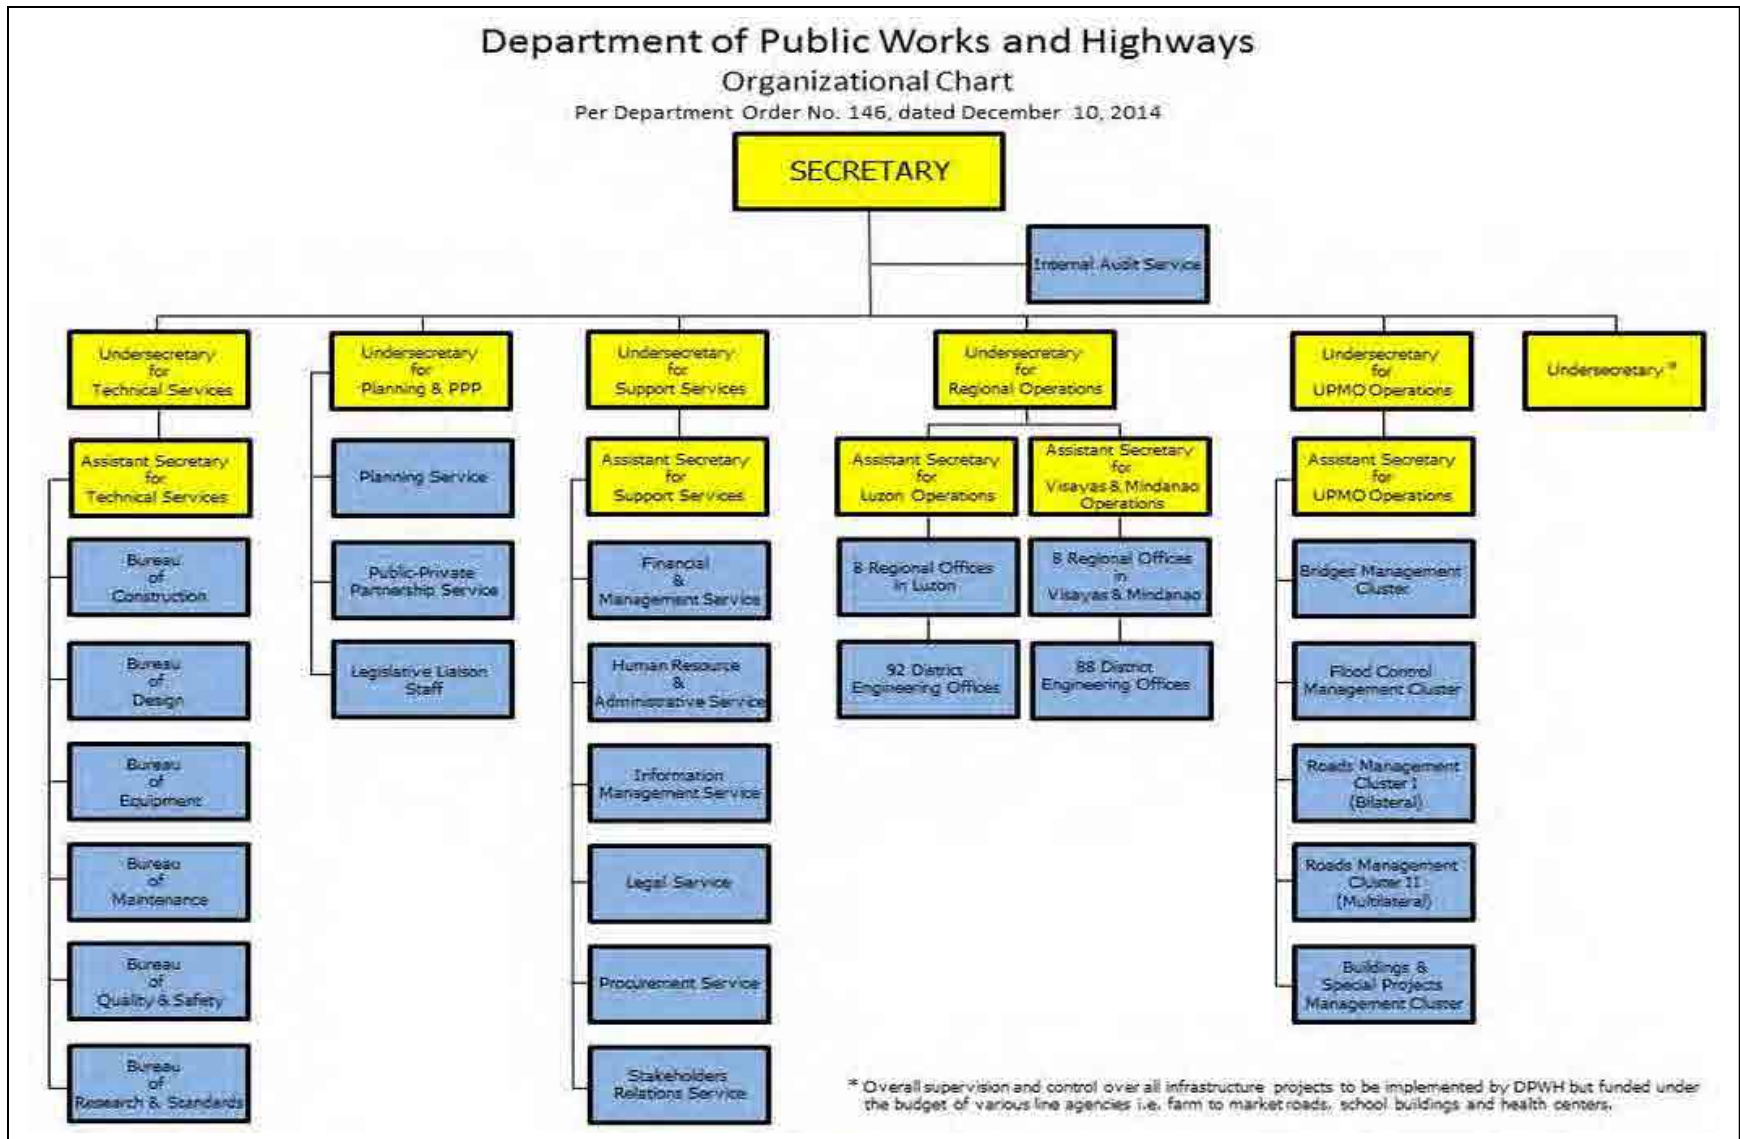 Department of Public Works and Highways
Organizational Chart
Per Department Order No. 146, dated December 10, 2014
SECRETARY
Internal Audit Service
Undersecretary
for
Technical Services
Assistant Secretary
for
Technical Services
Bureau
of
Construction
Bureau
of
Design
Bureau
of
Equipment
Bureau
of
Maintenance
Bureau
of
Quality & Safety
Bureau
of
Research & Standards
Undersecretary
for
Planning & PPP
Planning Service
Public-Private
Partnership Service
Legislative Liaison
Staff
Undersecretary
for
Support Services
Assistant Secretary
for
Support Services
Financial
&
Management Service
Human Resource
&
Administrative Service
Information
Management Service
Legal Service
Procurement Service
Stakeholders
Relations Service
Undersecretary
for
Regional Operations
Assistant Secretary
for
Luzon Operations
8 Regional Offices
in Luzon
92 District
Engineering Offices
Assistant Secretary
for
Visayas & Mindanao
Operations
8 Regional Offices
in
Visayas & Mindanao
88 District
Engineering Offices
Undersecretary
for
UPMO Operations
Assistant Secretary
for
UPMO Operations
Bridges Management
Cluster
Flood Control
Management Cluster
Roads Management
Cluster I
(Bilateral)
Roads Management
Cluster II
(Multilateral)
Buildings &
Special Projects
Management Cluster
Undersecretary *
* Overall supervision and control over all infrastructure projects to be implemented by DPWH but funded under
the budget of various line agencies i.e. farm to market roads, school buildings and health centers.